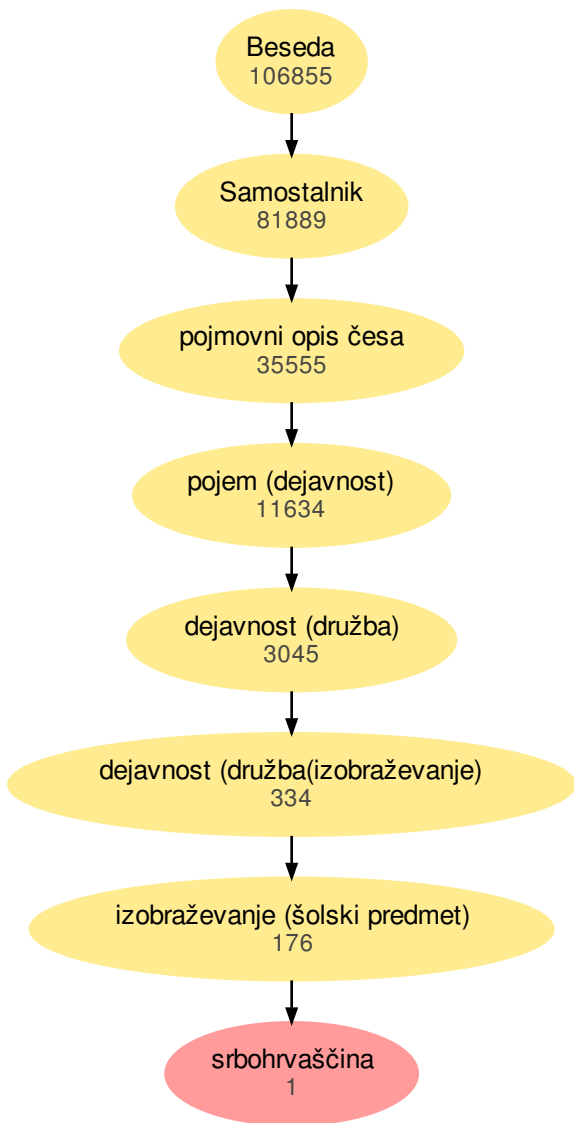 Beseda
106855
Samostalnik
81889
pojmovni opis česa
35555
pojem (dejavnost)
11634
dejavnost (družba)
3045
dejavnost (družba(izobraževanje)
334
izobraževanje (šolski predmet)
176
srbohrvaščina
1